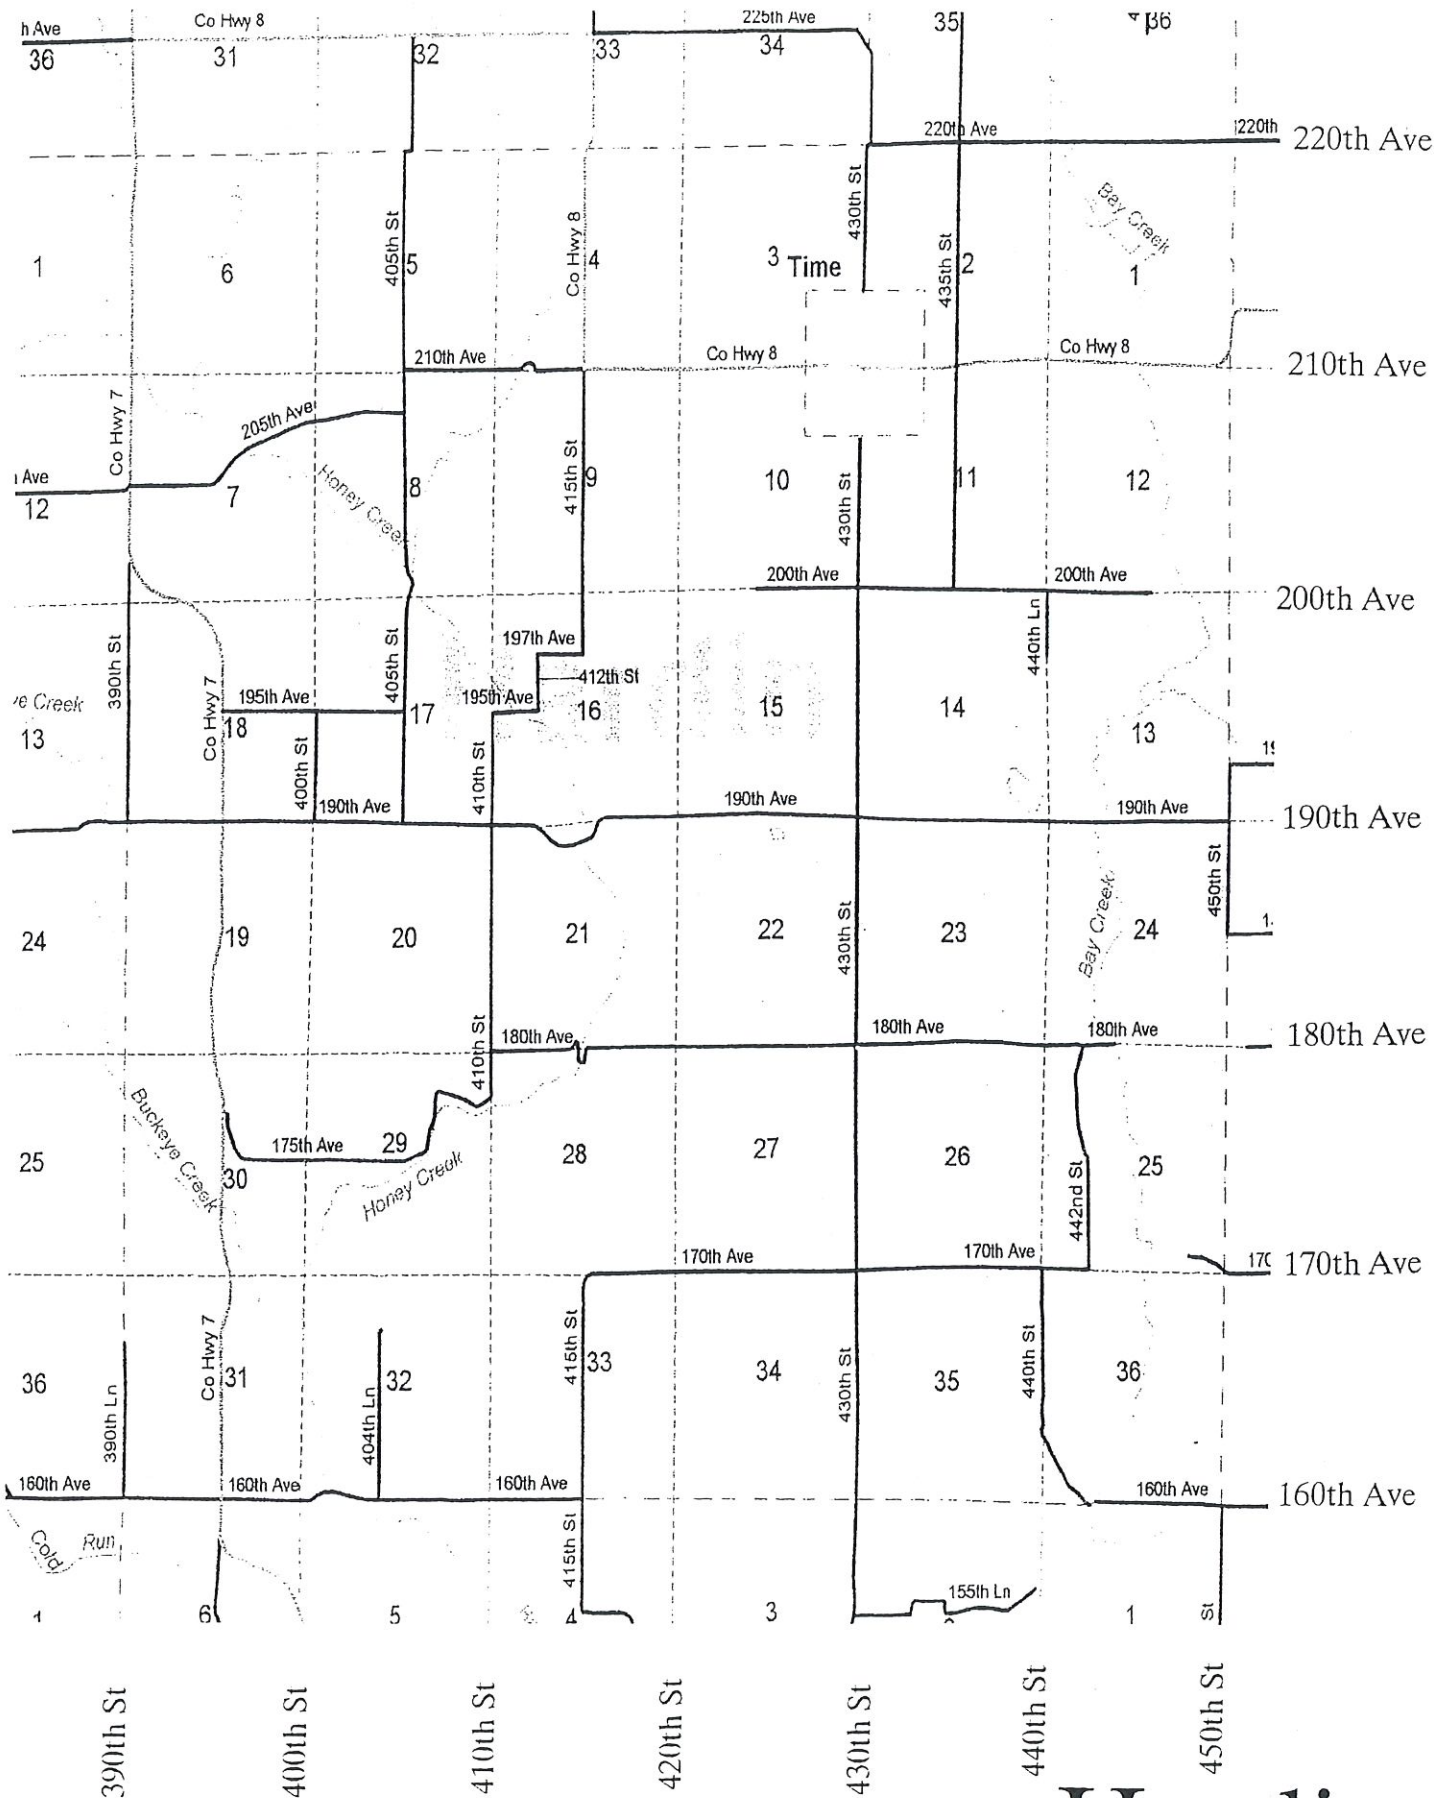 h Ave
Co Hwy 8
225th Ave
35
36
36
31
32
33
34
220th Ave
220th
220th Ave
430th St
Bay Creek
405th St
Co Hwy 8
435th St
1
6
5
4
3
Time
2
1
210th Ave
Co Hwy 8
Co Hwy 8
210th Ave
Co Hwy 7
205th Ave
415th St
430th St
Ave
12
7
Honey Creek
8
9
10
11
12
200th Ave
200th Ave
200th Ave
390th St
405th St
197th Ave
440th Ln
412th St
Co Hwy 7
195th Ave
195th Ave
Creek
13
18
17
16
15
14
13
400th St
410th St
190th Ave
190th Ave
190th Ave
190th Ave
450th St
430th St
Bay Creek
24
19
20
21
22
23
24
410th St
180th Ave
180th Ave
180th Ave
180th Ave
Buckeye Creek
175th Ave
29
25
30
Honey Creek
28
27
26
25
442nd St
170th Ave
170th Ave
170
170th Ave
Co Hwy 7
415th St
430th St
440th St
36
31
32
33
34
35
36
390th Ln
404th Ln
160th Ave
160th Ave
160th Ave
160th Ave
160th Ave
Cold Run
415th St
155th Ln
6
5
4
3
1
St
390th St
400th St
410th St
420th St
430th St
440th St
450th St